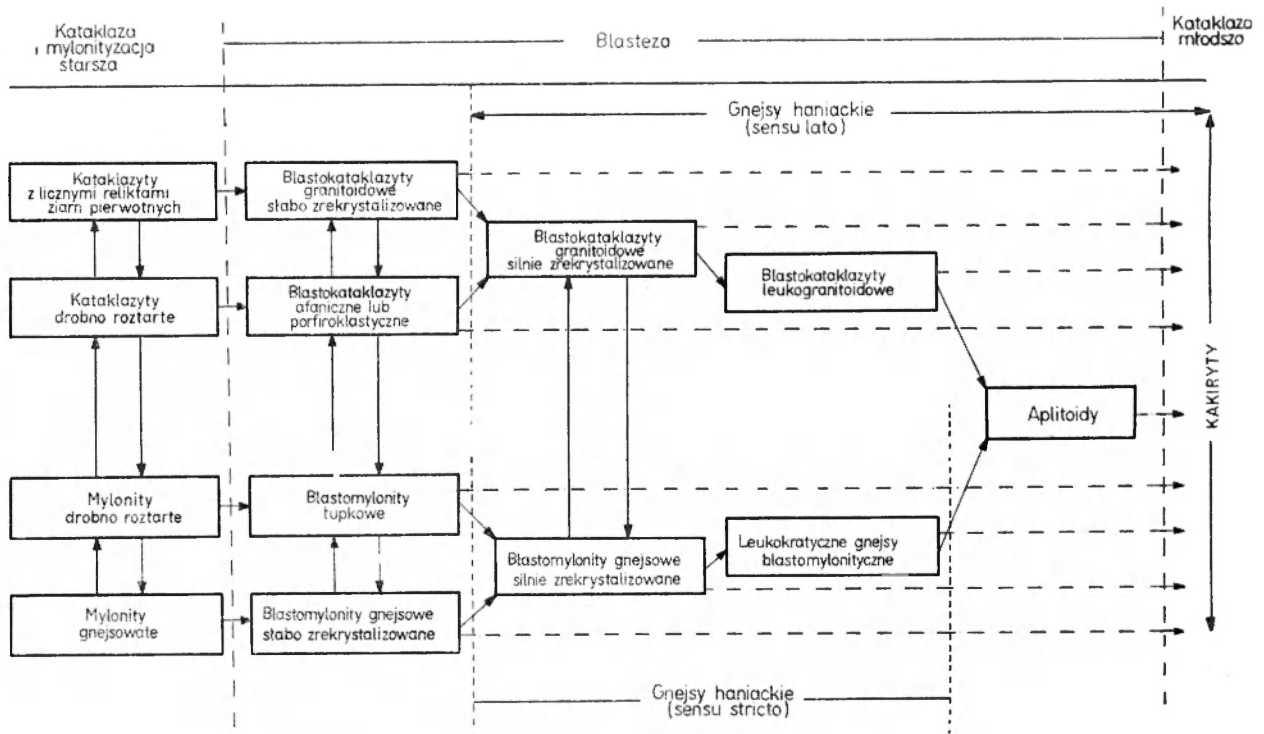 Kataklaza
i mylonityzacja
starsza
Blasteza
Kataklaza
młodsza
Gnejsy haniackie
(sensu lato)
Kataklazyty
z licznymi reliktami
ziarn pierwotnych
Blastokataklazyty
granitoidowe
słabo zrekrystalizowane
Blastokataklazyty
granitoidowe
silnie zrekrystalizowane
Blastokataklazyty
leukogranitoidowe
Kataklazyty
drobno roztarte
Blastokataklazyty
afaniczne lub
porfiroklastyczne
Aplitoidy
KAKIRYTY
Mylonity
drobno roztarte
Blastomylonity
łupkowe
Blastomylonity gnejsowe
silnie zrekrystalizowane
Leukokratyczne gnejsy
blastomylonityczne
Mylonity
gnejsowate
Blastomylonity gnejsowe
słabo zrekrystalizowane
Gnejsy haniackie
(sensu stricto)